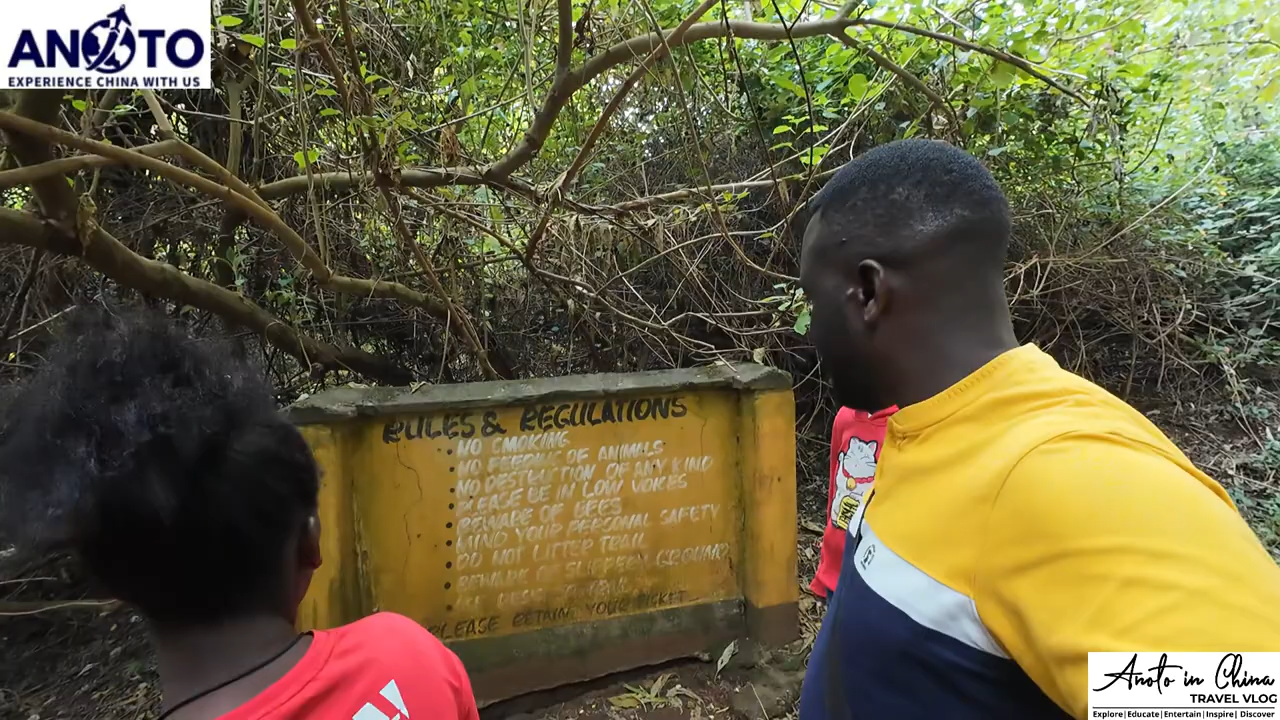 ANOTO
EXPERIENCE CHINA WITH US
RULES & REGULATIONS
NO SMOKING
NO FEEDING OF ANIMALS
NO DESTRUCTION OF ANY KIND
PLEASE BE IN LOW VOICES
BEWARE OF BEES
MIND YOUR PERSONAL SAFETY
DO NOT LITTER TRAIL
BEWARE OF SLIPPERY GROUND
PLEASE RETAIN YOUR TICKET
Anoto in China
TRAVEL VLOG
Explore|Educate|Entertain|Inspire| Discover